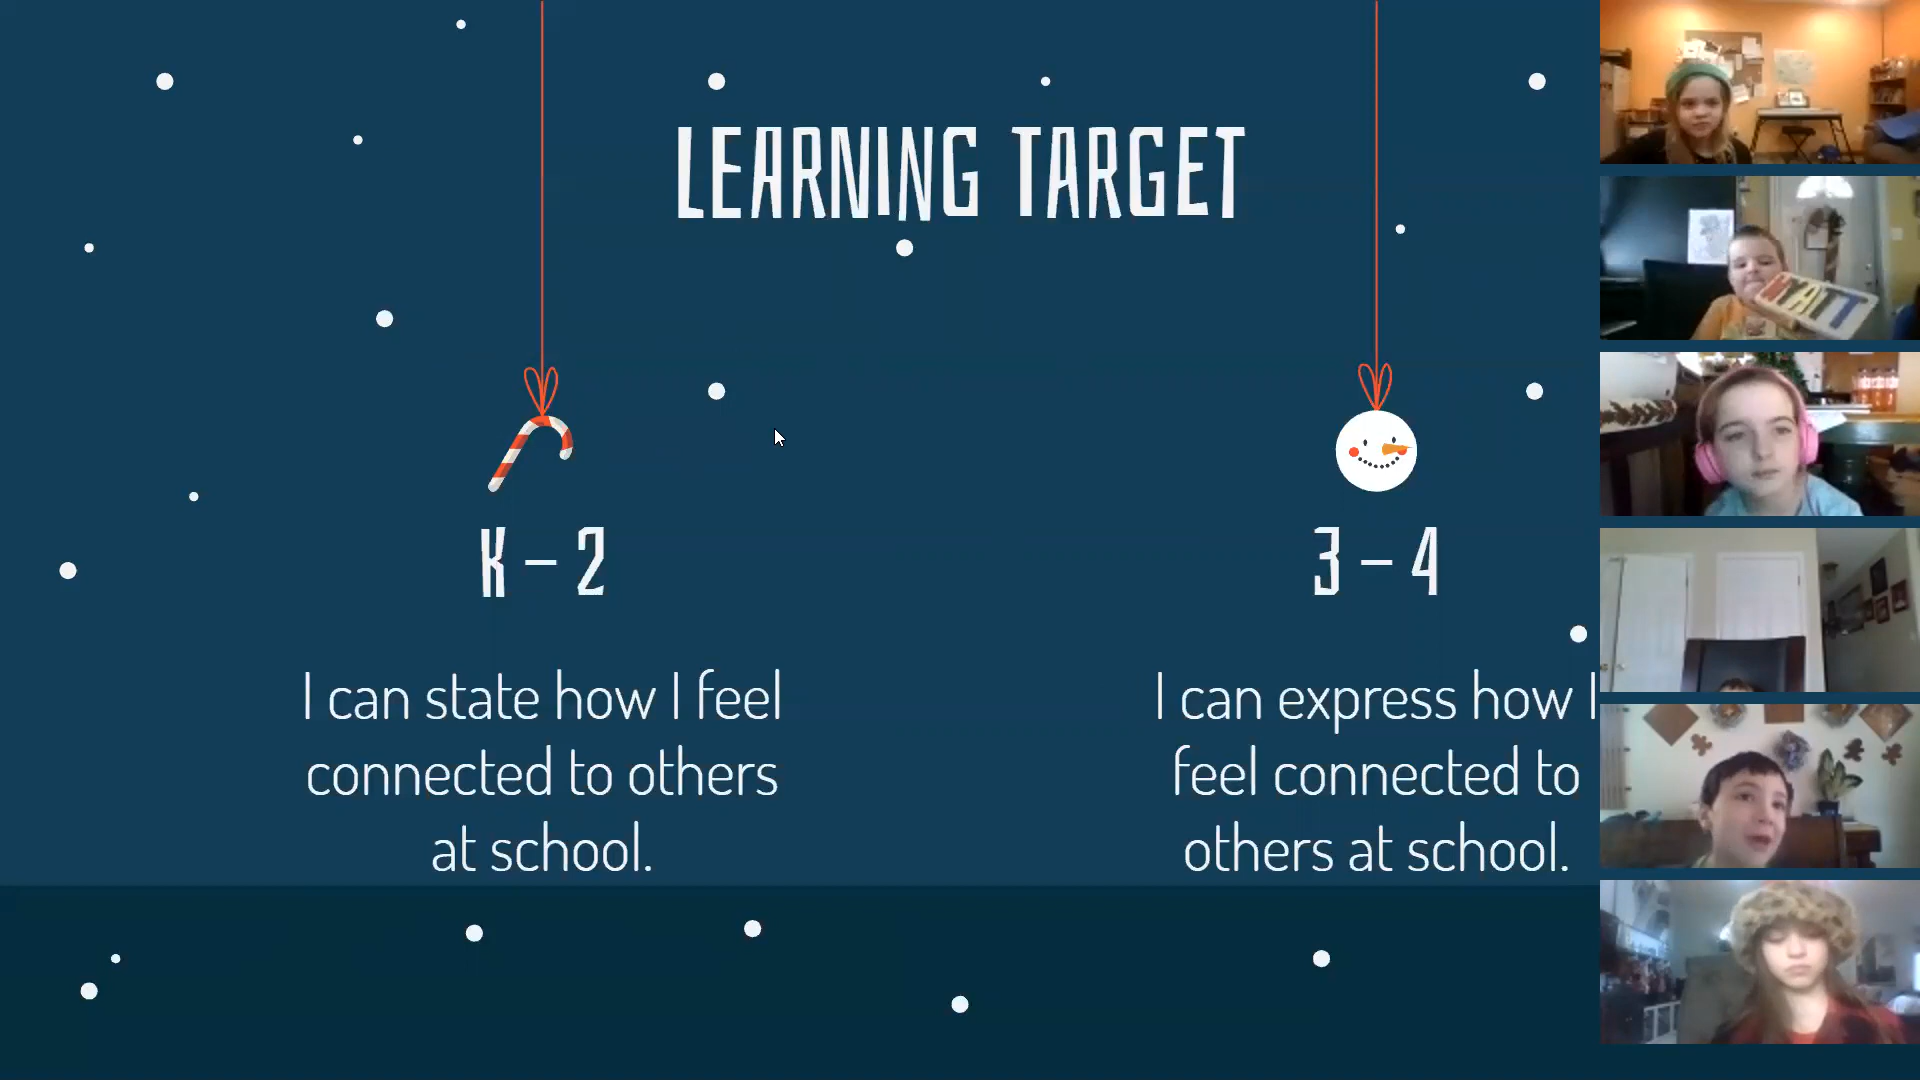 LEARNING TARGET
K – 2
I can state how I feel
connected to others
at school.
3 – 4
I can express how I
feel connected to
others at school.